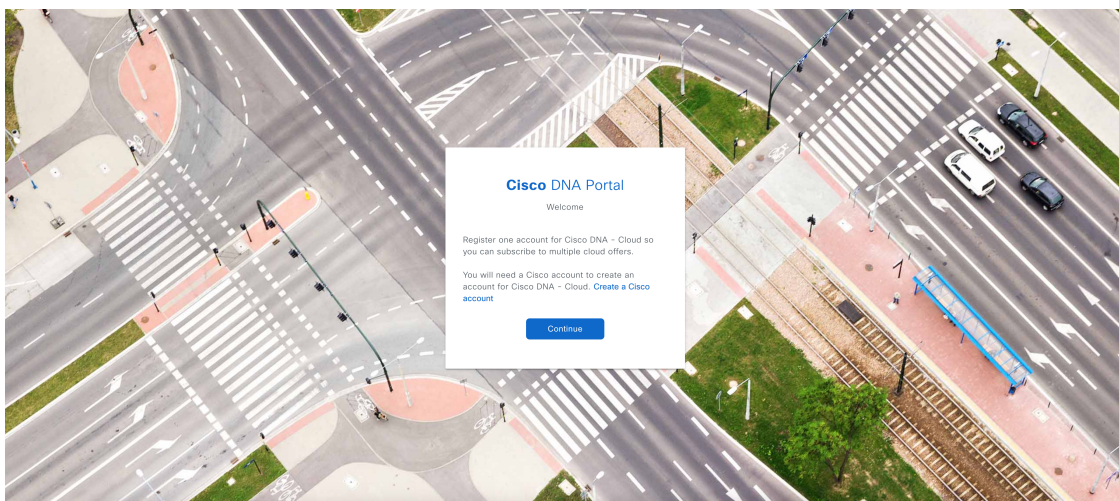 Cisco DNA Portal
Welcome
Register one account for Cisco DNA - Cloud so
you can subscribe to multiple cloud offers.
You will need a Cisco account to create an
account for Cisco DNA - Cloud. Create a Cisco
account
Continue